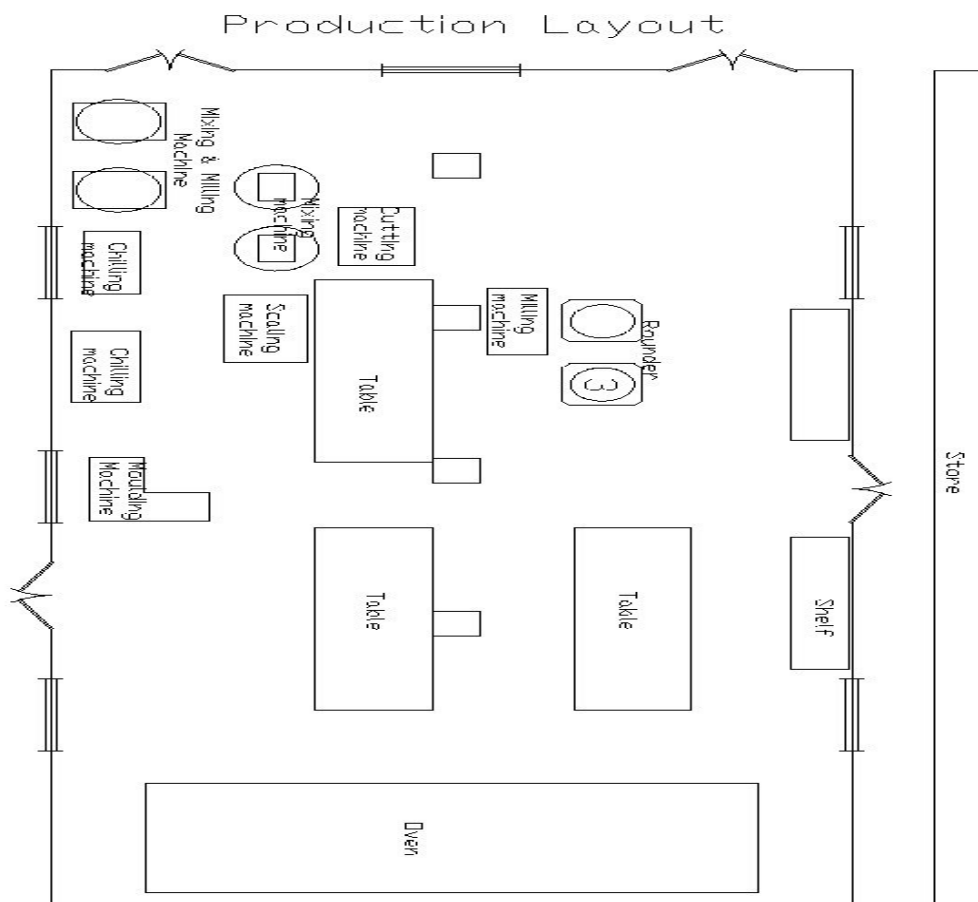 Production Layout
Mixing & Milling
Machine
Mixing
machine
Cutting
machine
Chilling
machine
Scaling
machine
Milling
machine
Rounder
3
Chilling
machine
Table
Moulding
Machine
Store
Table
Table
Shelf
Oven